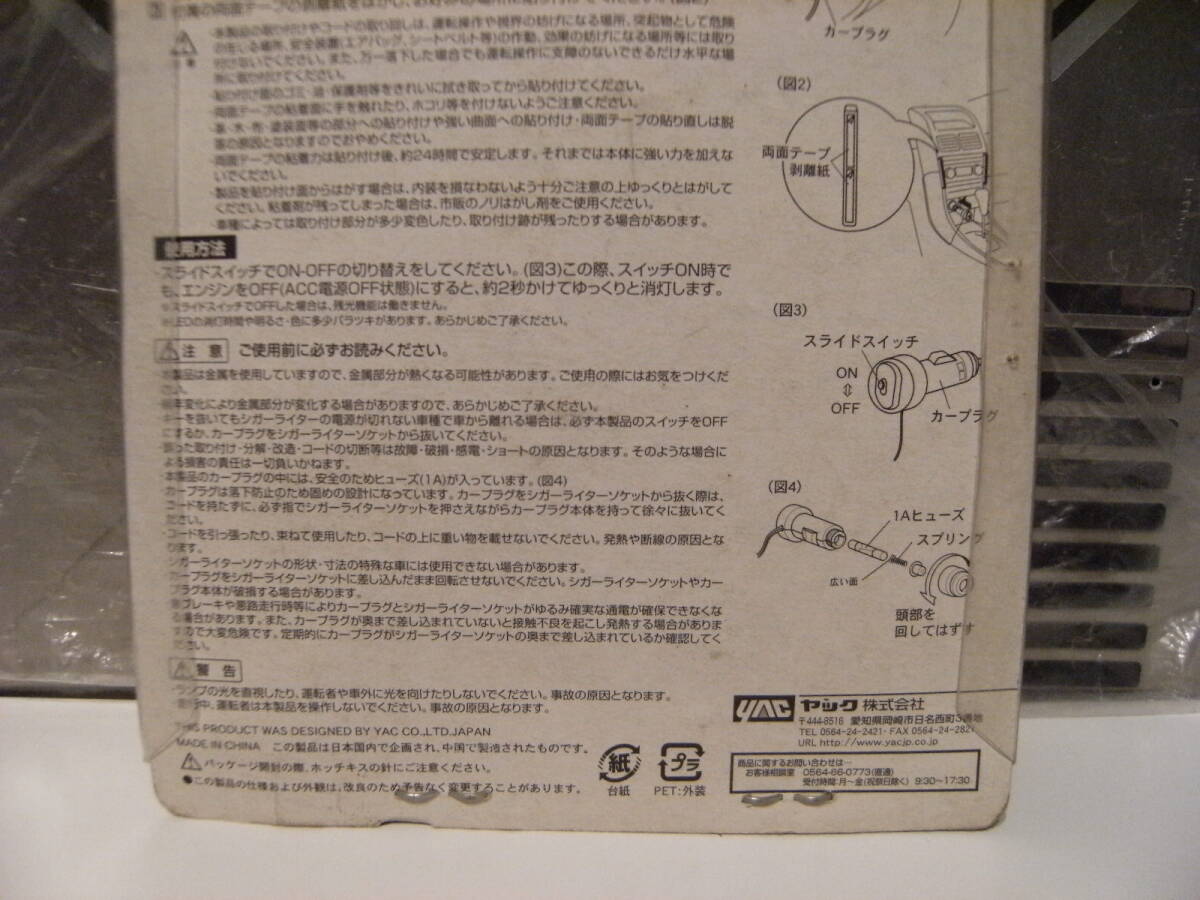 付属の両面テープの剥離紙をはがし、お好みの場所に貼り付けてください。(図2)
・本製品の取り付けやコードの取り回しは、運転操作や視界の妨げになる場所、突起物として危険
の生じる場所、安全装置(エアバッグ、シートベルト等)の作動、効果の妨げになる場所等には取り
付けないでください。また、万一落下した場合でも運転操作に支障のないできるだけ水平な場
所に取り付けてください。
・貼り付け面のゴミ・油・保護剤等をきれいに拭き取ってから貼り付けてください。
・両面テープの粘着面に手を触れたり、ホコリ等を付けないようご注意ください。
・革・木・布・塗装面等の部分への貼り付けや強い曲面への貼り付け・両面テープの貼り直しは脱
落の原因となりますのでおやめください。
・両面テープの粘着力は貼り付け後、約24時間で安定します。それまでは本体に強い力を加えな
いでください。
・製品を貼り付け面からはがす場合は、内装を損なわないよう十分ご注意の上ゆっくりとはがして
ください。粘着剤が残ってしまった場合は、市販のノリはがし剤をご使用ください。
・車種によっては取り付け部分が多少変色したり、取り付け跡が残ったりする場合があります。
使用方法
・スライドスイッチでON-OFFの切り替えをしてください。(図3)この際、スイッチON時で
も、エンジンをOFF(ACC電源OFF状態)にすると、約2秒かけてゆっくりと消灯します。
※スライドスイッチでOFFした場合は、残光機能は働きません。
※LEDの消灯時間や明るさ・色に多少バラツキがあります。あらかじめご了承ください。
注意 ご使用前に必ずお読みください。
・本製品は金属を使用していますので、金属部分が熱くなる可能性があります。ご使用の際にはお気をつけくだ
さい。
・経年変化により金属部分が変化する場合がありますので、あらかじめご了承ください。
・キーを抜いてもシガーライターの電源が切れない車種で車から離れる場合は、必ず本製品のスイッチをOFF
にするか、カープラグをシガーライターソケットから抜いてください。
・誤った取り付け・分解・改造・コードの切断等は故障・破損・感電・ショートの原因となります。そのような場合に
よる損害の責任は一切負いかねます。
・本製品のカープラグの中には、安全のためヒューズ(1A)が入っています。(図4)
・カープラグは落下防止のため固めの設計になっています。カープラグをシガーライターソケットから抜く際は、
コードを持たずに、必ず指でシガーライターソケットを押さえながらカープラグ本体を持って徐々に抜いてく
ださい。
・コードを引っ張ったり、束ねて使用したり、コードの上に重い物を載せないでください。発熱や断線の原因とな
ります。
・シガーライターソケットの形状・寸法の特殊な車には使用できない場合があります。
・カープラグをシガーライターソケットに差し込んだまま回転させないでください。シガーライターソケットやカー
プラグ本体が破損する場合があります。
・急ブレーキや悪路走行時等によりカープラグとシガーライターソケットがゆるみ確実な通電が確保できなくな
る場合があります。また、カープラグが奥まで差し込まれていないと接触不良を起こし発熱する場合がありま
すので大変危険です。定期的にカープラグがシガーライターソケットの奥まで差し込まれているか確認してく
ださい。
警告
・ランプの光を直視したり、運転者や車外に光を向けたりしないでください。事故の原因となります。
・運転中、運転者は本製品を操作しないでください。事故の原因となります。
THIS PRODUCT WAS DESIGNED BY YAC CO.,LTD.JAPAN
MADE IN CHINA この製品は日本国内で企画され、中国で製造されたものです。
パッケージ開封の際、ホッチキスの針にご注意ください。
●この製品の仕様および外観は、改良のため予告なく変更することがあります。
紙
台紙
プラ
PET:外装
カープラグ
(図2)
両面テープ
剥離紙
(図3)
スライドスイッチ
ON
⇕
OFF
カープラグ
(図4)
1Aヒューズ
スプリング
広い面
頭部を
回してはずす
YAC ヤック株式会社
〒444-8516 愛知県岡崎市日名西町3番地
TEL 0564-24-2421・FAX 0564-24-2821
URL http://www.yacjp.co.jp
商品に関するお問い合わせは…
お客様相談室 0564-66-0773(直通)
受付時間:月〜金(祝祭日除く) 9:30〜17:30